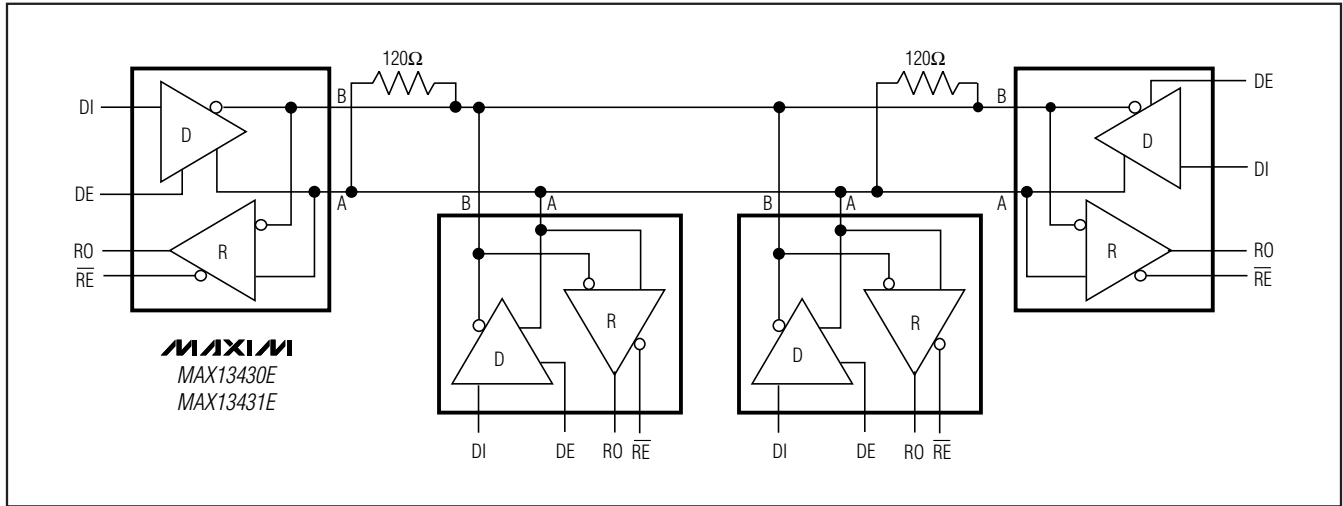 120Ω 120Ω
B B DE
DI
D D
DI
DE
A B A B A A
RO R R RO
RE RE
R R
D D
MAXIM
MAX13430E
MAX13431E
DI DE RO RE DI DE RO RE